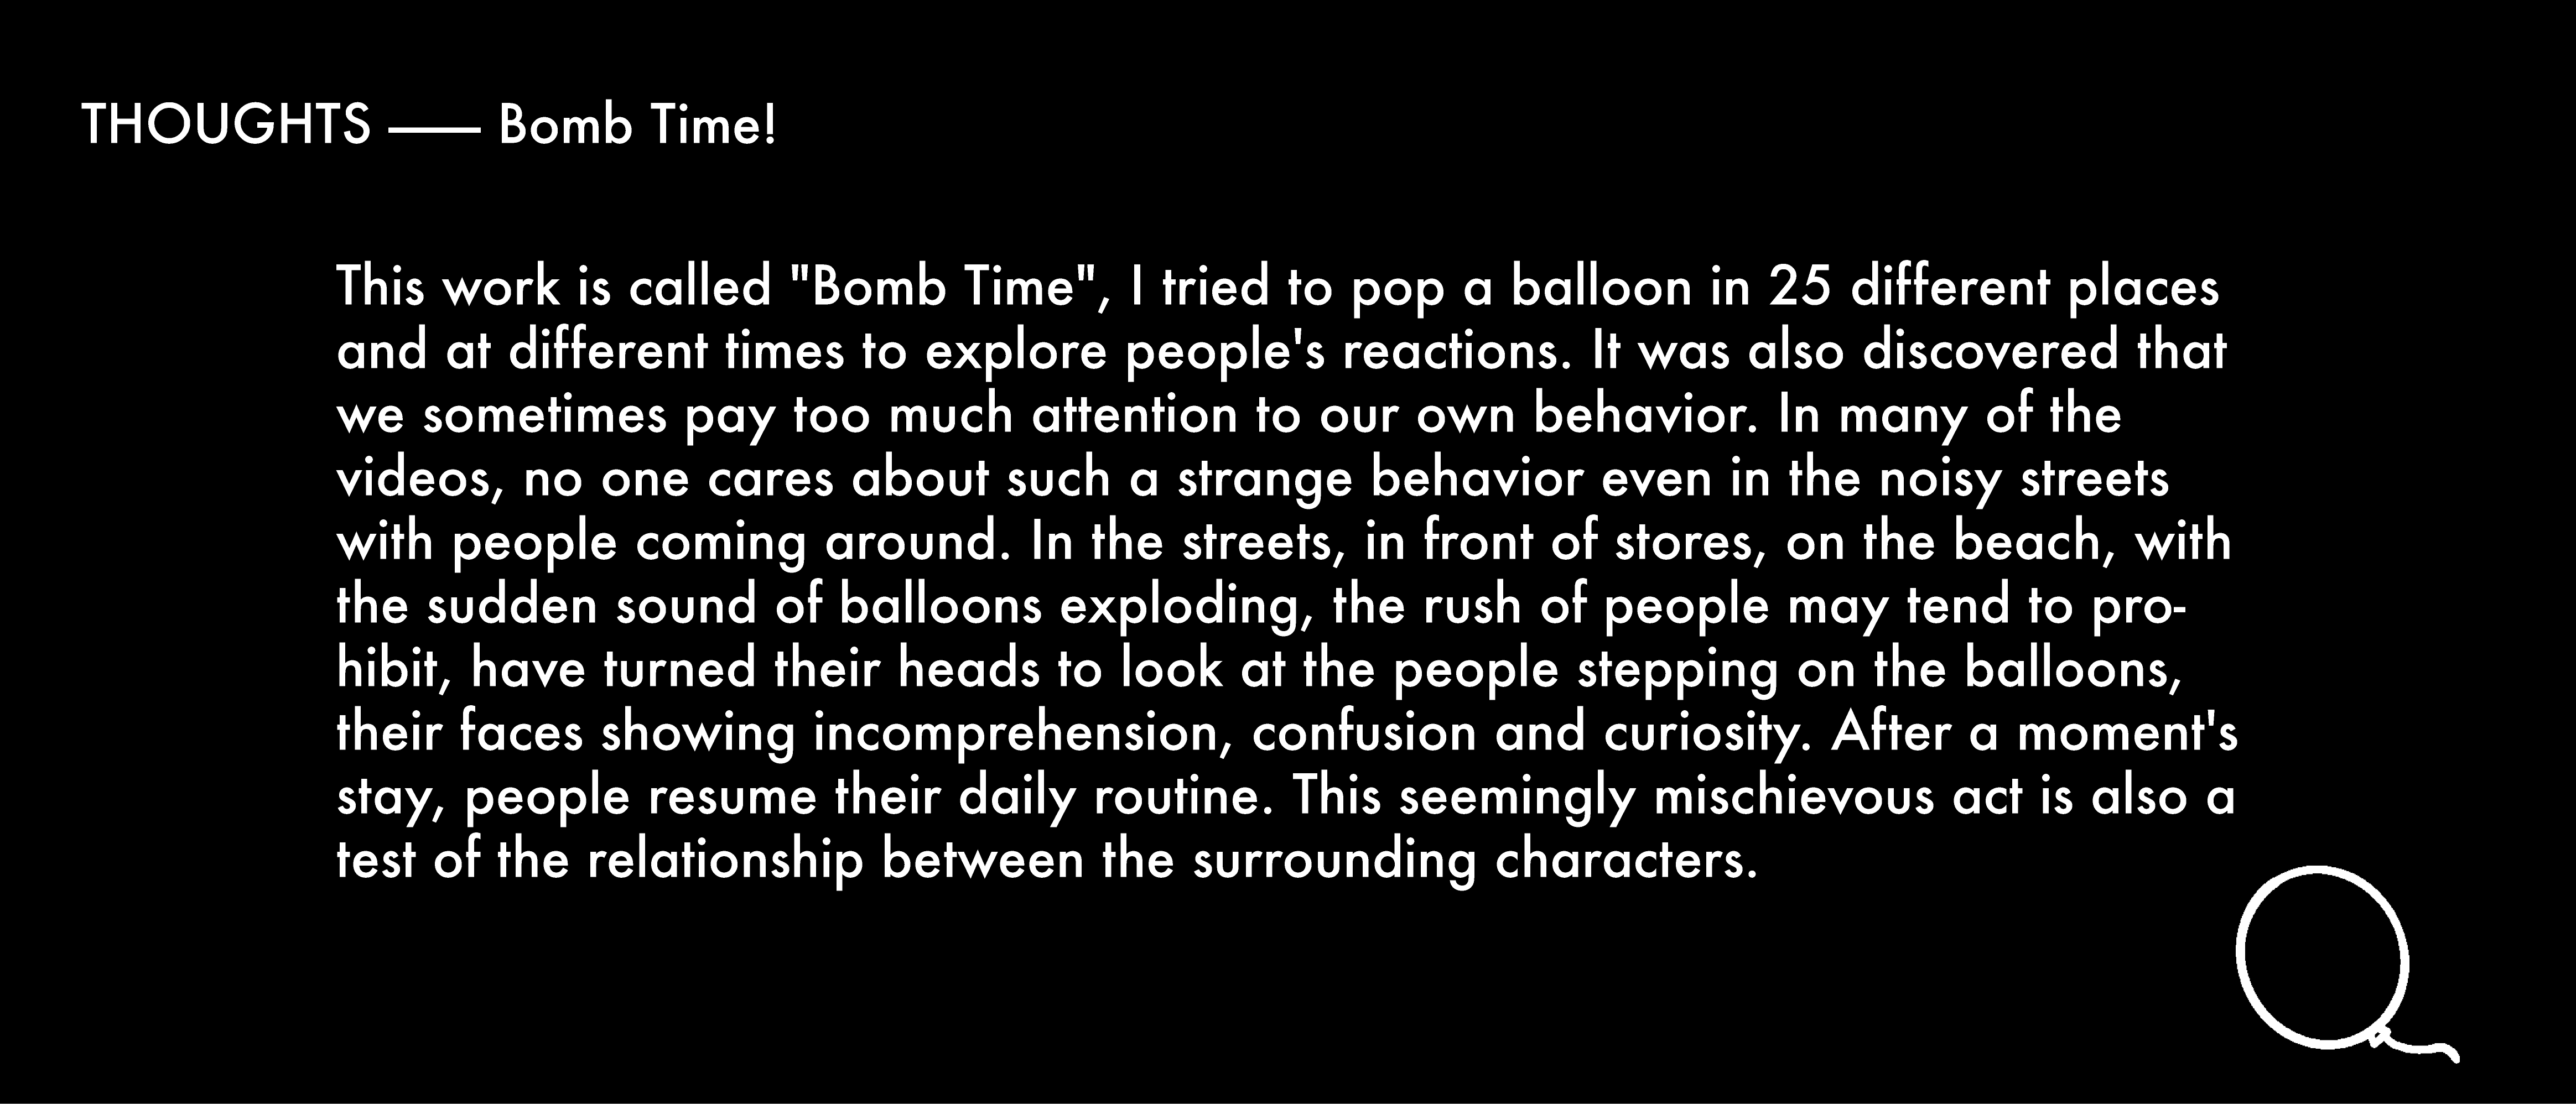 THOUGHTS —— Bomb Time!
This work is called "Bomb Time", I tried to pop a balloon in 25 different places
and at different times to explore people's reactions. It was also discovered that
we sometimes pay too much attention to our own behavior. In many of the
videos, no one cares about such a strange behavior even in the noisy streets
with people coming around. In the streets, in front of stores, on the beach, with
the sudden sound of balloons exploding, the rush of people may tend to pro-
hibit, have turned their heads to look at the people stepping on the balloons,
their faces showing incomprehension, confusion and curiosity. After a moment's
stay, people resume their daily routine. This seemingly mischievous act is also a
test of the relationship between the surrounding characters.